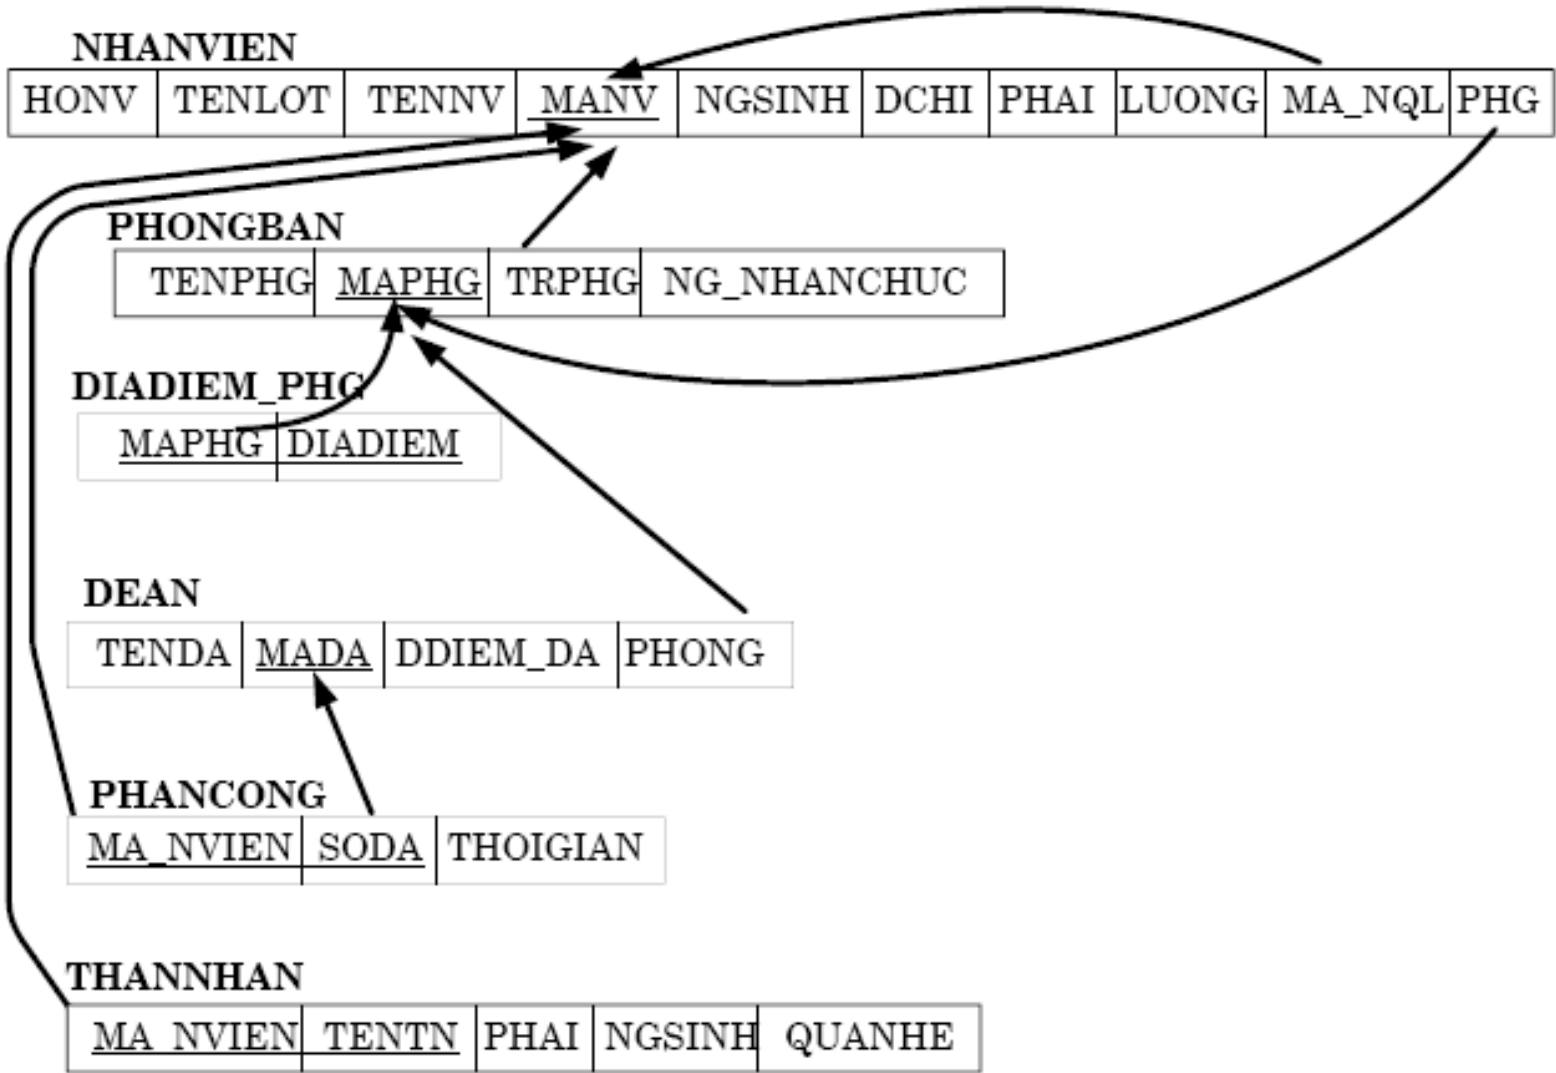 NHANVIEN
HONV TENLOT TENNV MANV NGSINH DCHI PHAI LUONG MA_NQL PHG
PHONGBAN
TENPHG MAPHG TRPHG NG_NHANCHUC
DIADIEM_PHG
MAPHG DIADIEM
DEAN
TENDA MADA DDIEM_DA PHONG
PHANCONG
MA_NVIEN SODA THOIGIAN
THANNHAN
MA_NVIEN TENTN PHAI NGSINH QUANHE